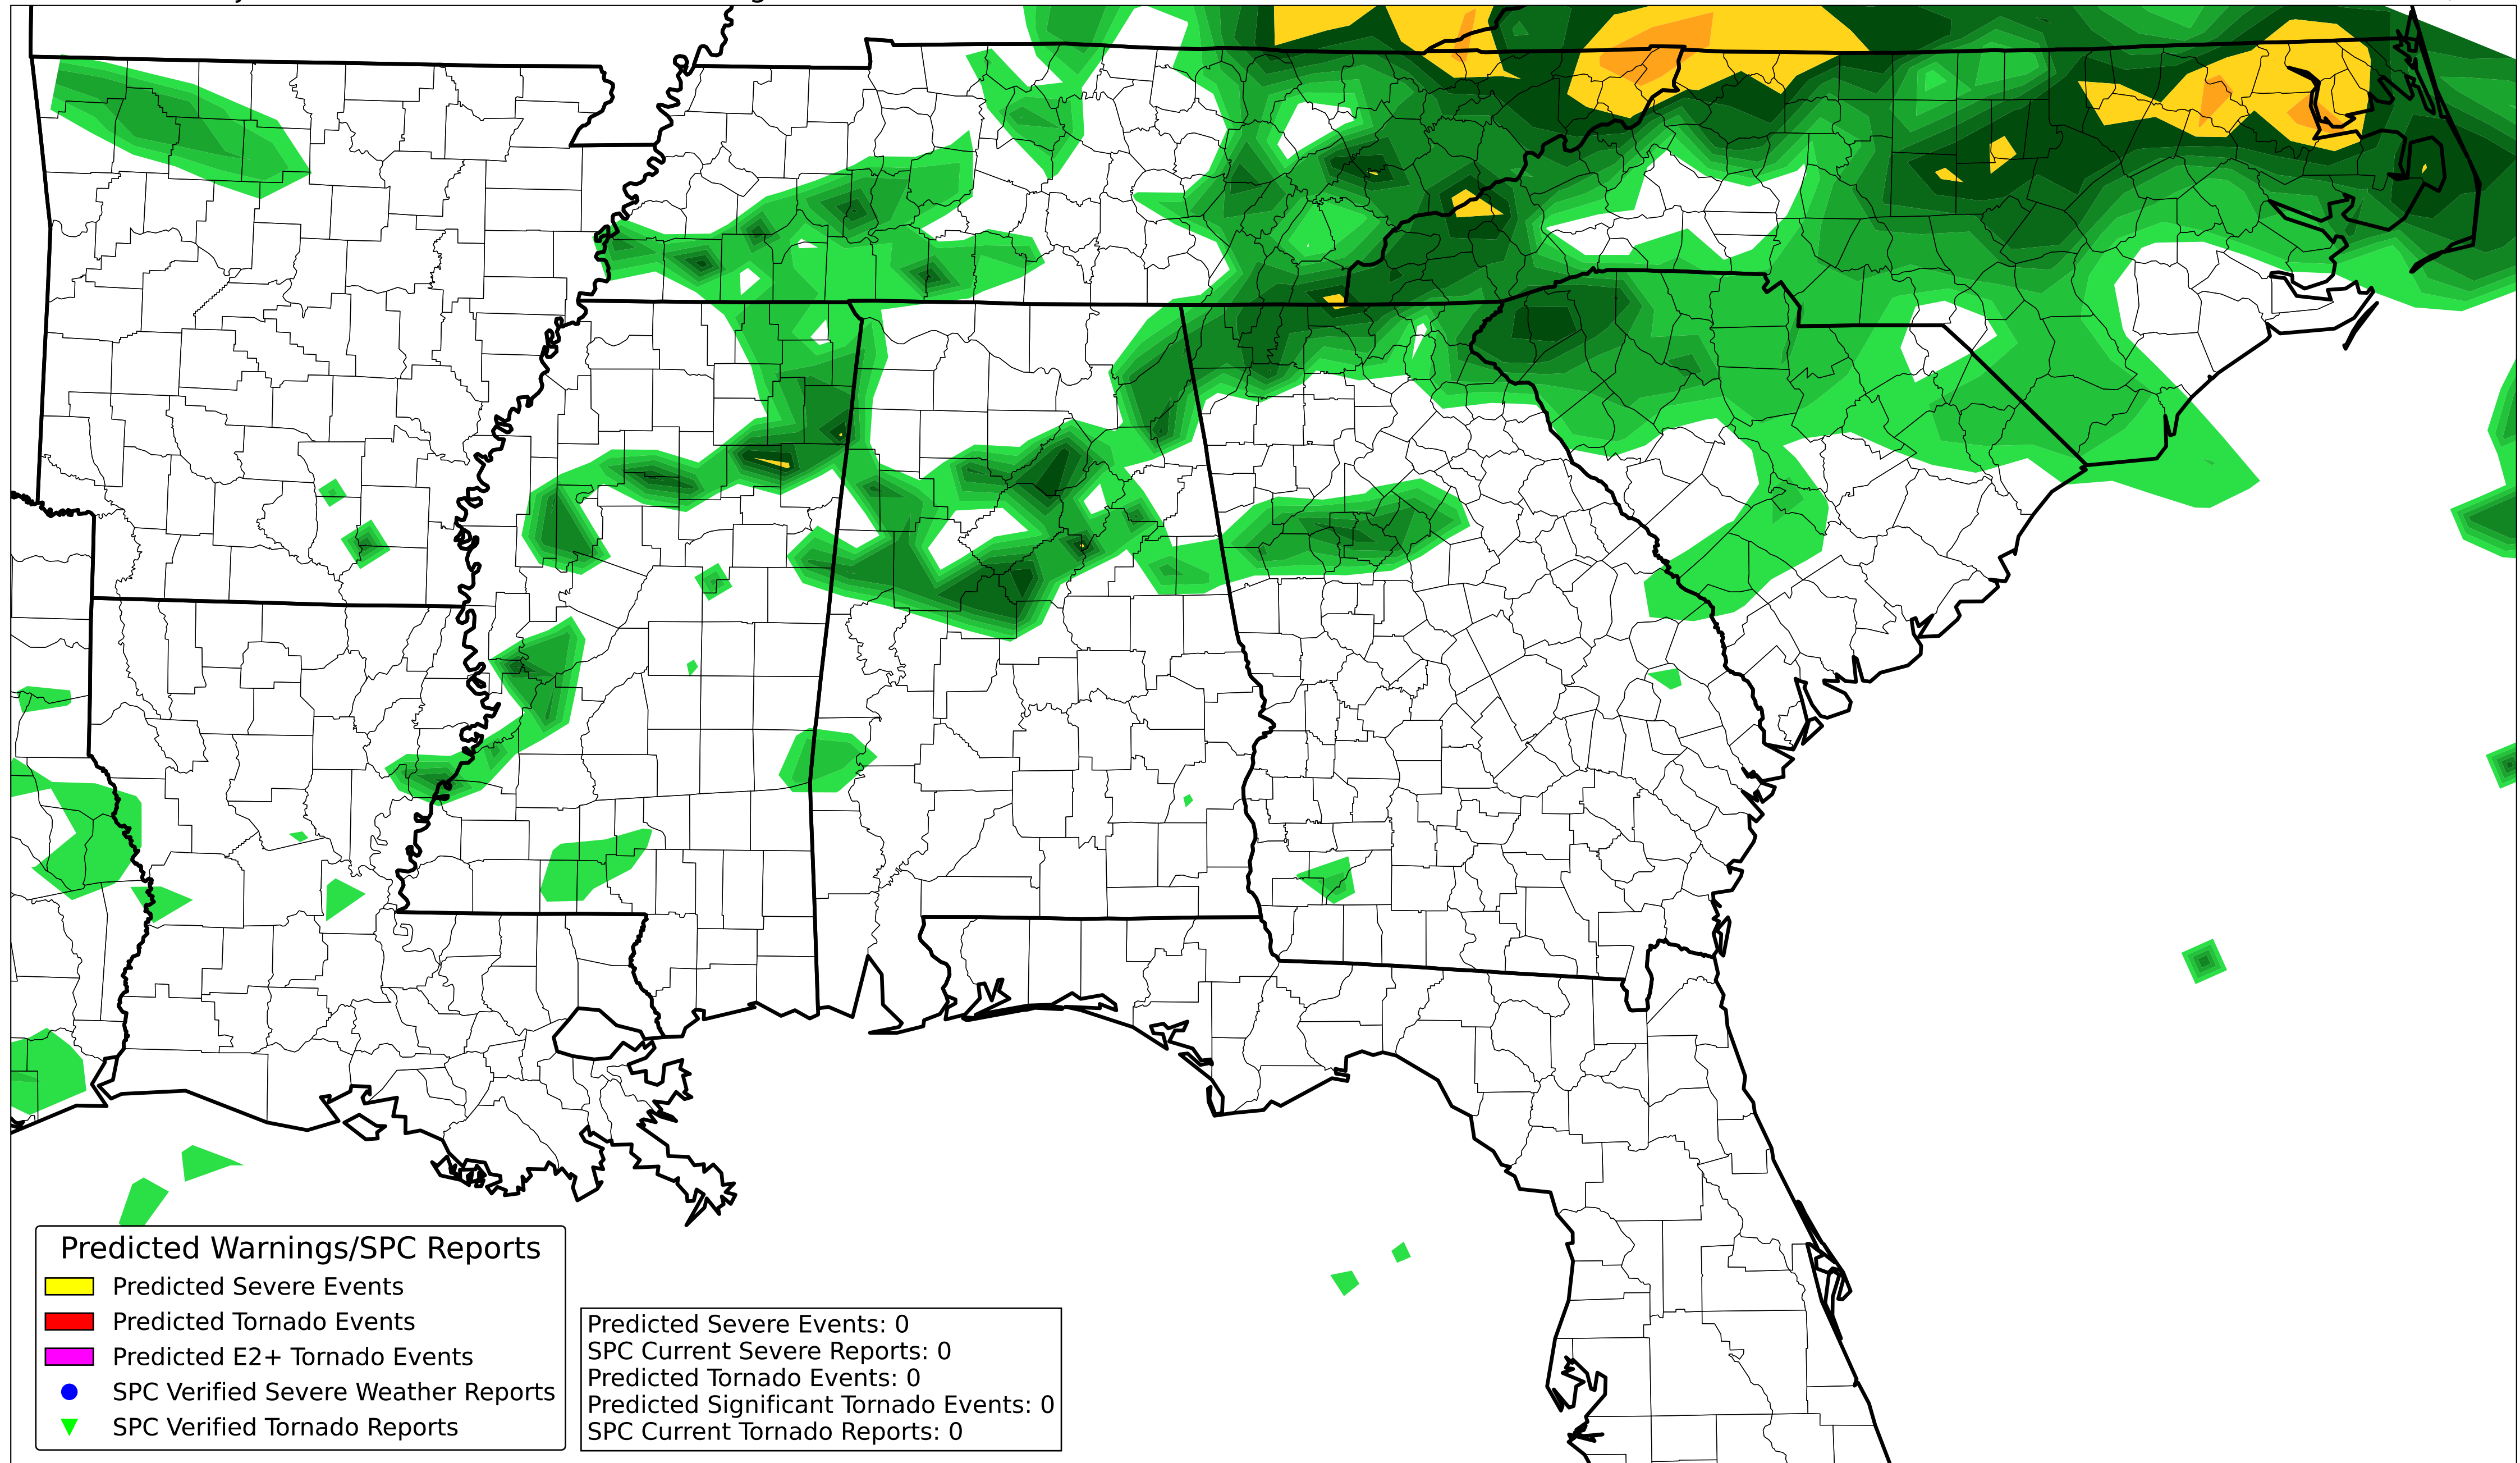 Predicted Warnings/SPC Reports
Predicted Severe Events
Predicted Tornado Events
Predicted E2+ Tornado Events
SPC Verified Severe Weather Reports
SPC Verified Tornado Reports
Predicted Severe Events: 0
SPC Current Severe Reports: 0
Predicted Tornado Events: 0
Predicted Significant Tornado Events: 0
SPC Current Tornado Reports: 0